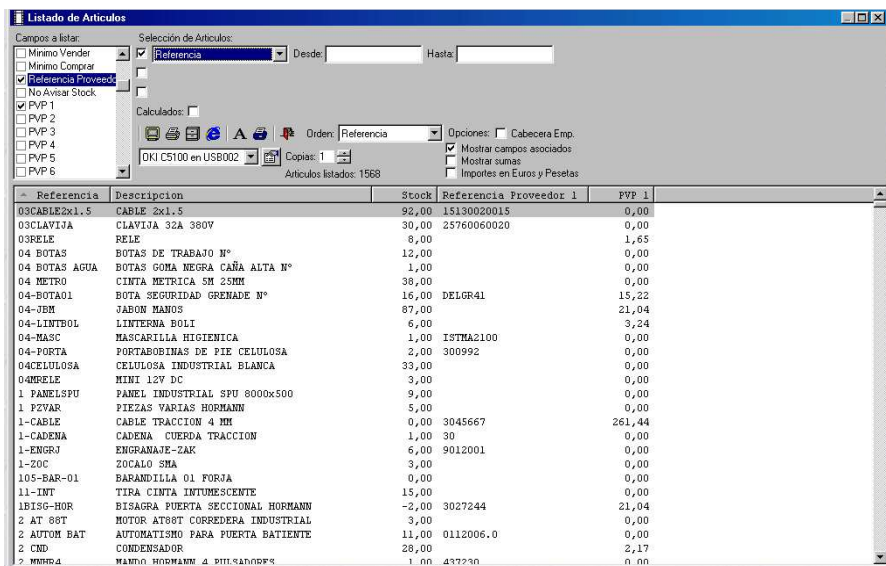 Listado de Articulos
Campos a listar:
Selección de Articulos:
Minimo Vender
Minimo Comprar
Referencia Proveedo
No Avisar Stock
PVP 1
PVP 2
PVP 3
PVP 4
PVP 5
PVP 6
Referencia
Desde:
Hasta:
Calculados:
Orden: Referencia
Opciones: Cabecera Emp.
OKI C5100 en USB002
Copias: 1
Mostrar campos asociados
Mostrar sumas
Articulos listados: 1568
Importes en Euros y Pesetas
Referencia Descripcion Stock Referencia Proveedor 1 PVP 1
03CABLE2x1.5 CABLE 2x1.5 92,00 15130020015 0,00
03CLAVIJA CLAVIJA 32A 380V 30,00 25760060020 0,00
03RELE RELE 8,00 1,65
04 BOTAS BOTAS DE TRABAJO Nº 12,00 0,00
04 BOTAS AGUA BOTAS GOMA NEGRA CAÑA ALTA Nº 1,00 0,00
04 METRO CINTA METRICA 5M 25MM 38,00 0,00
04-BOTA01 BOTA SEGURIDAD GRENADE Nº 16,00 DELGR41 15,22
04-JBM JABON MANOS 87,00 21,04
04-LINTBOL LINTERNA BOLI 6,00 3,24
04-MASC MASCARILLA HIGIENICA 1,00 ISTMA2100 0,00
04-PORTA PORTABOBINAS DE PIE CELULOSA 2,00 300992 0,00
04CELULOSA CELULOSA INDUSTRIAL BLANCA 33,00 0,00
04MRELE MINI 12V DC 3,00 0,00
1 PANELSPU PANEL INDUSTRIAL SPU 8000x500 9,00 0,00
1 PZVAR PIEZAS VARIAS HORMANN 5,00 0,00
1-CABLE CABLE TRACCION 4 MM 0,00 3045667 261,44
1-CADENA CADENA CUERDA TRACCION 1,00 30 0,00
1-ENGRJ ENGRANAJE-ZAK 6,00 9012001 0,00
1-ZOC ZOCALO SMA 3,00 0,00
105-BAR-01 BARANDILLA 01 FORJA 0,00 0,00
11-INT TIRA CINTA INTUMESCENTE 15,00 0,00
1BISG-HOR BISAGRA PUERTA SECCIONAL HORMANN -2,00 3027244 21,04
2 AT 88T MOTOR AT88T CORREDERA INDUSTRIAL 3,00 0,00
2 AUTOM BAT AUTOMATISMO PARA PUERTA BATIENTE 11,00 0112006.0 0,00
2 CND CONDENSADOR 28,00 2,17
2 MNHR4 MANDO HORMANN 4 PULSADORES 1,00 437230 0,00